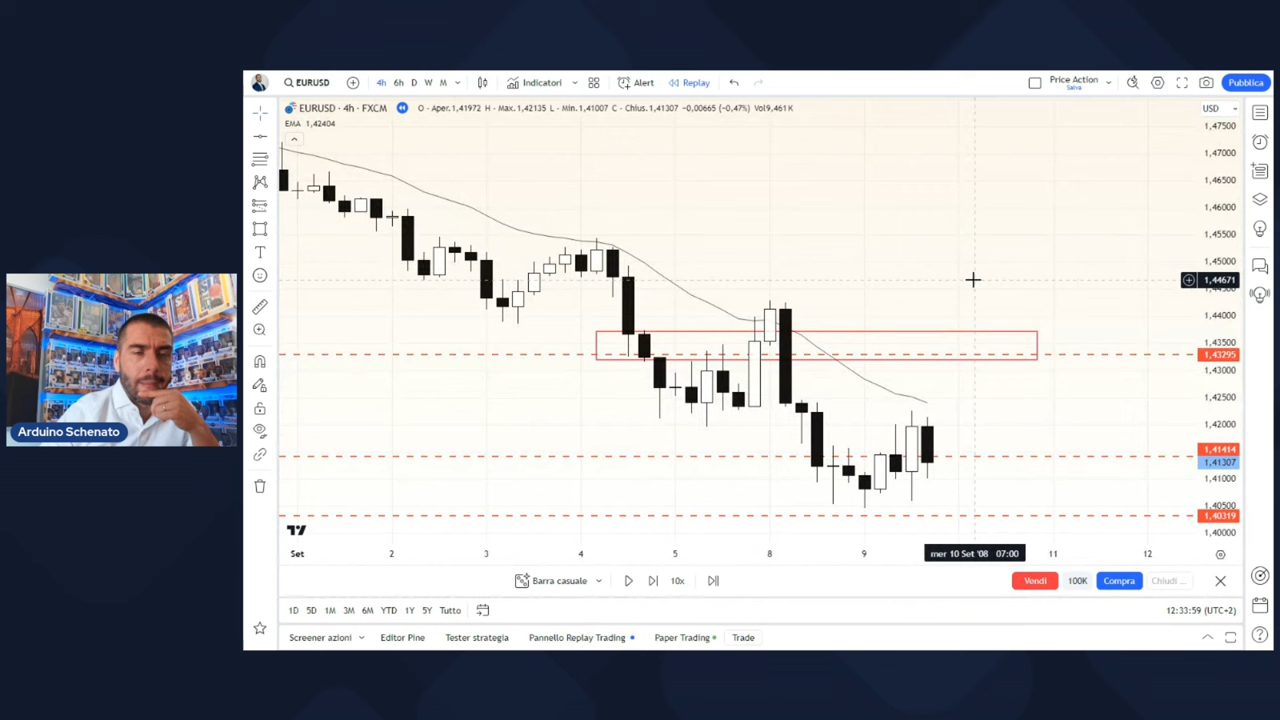 EURUSD
4h 6h D W M
Indicatori
Alert
Replay
Price Action
Salva
Pubblica
EURUSD · 4h · FXCM
O - Aper.1,41972 H - Max.1,42135 L - Min.1,41007 C - Chius.1,41307 −0,00665 (−0,47%) Vol9,461K
USD
EMA 1,42404
1,47500
1,47000
1,46500
1,46000
1,45500
1,45000
1,44671
1,44000
1,43500
1,43295
1,43000
1,42500
1,42000
1,41414
1,41307
1,41000
1,40500
1,40319
1,40000
Arduino Schenato
Set 2 3 4 5 8 9 mer 10 Set '08 07:00 11 12
Barra casuale
10x
Vendi
100K
Compra
Chiudi ...
1D 5D 1M 3M 6M YTD 1Y 5Y Tutto
12:33:59 (UTC+2)
Screener azioni
Editor Pine
Tester strategia
Pannello Replay Trading
Paper Trading
Trade